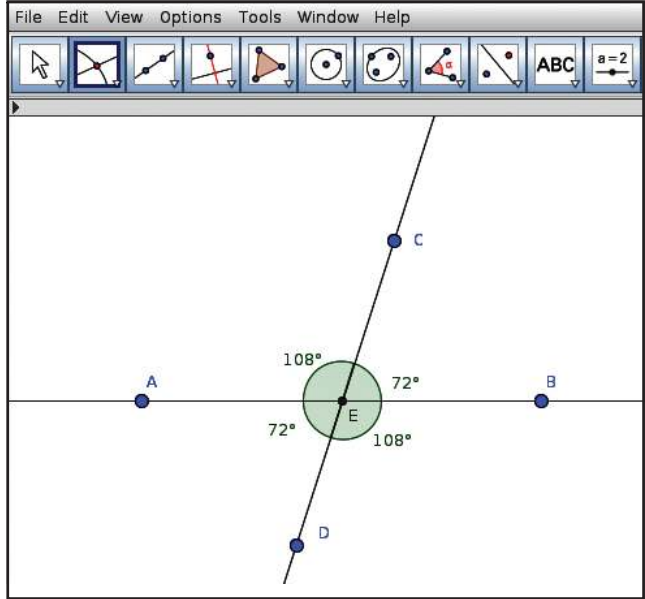 File Edit View Options Tools Window Help
α ABC a=2
C
108°
A 72° B
E
72° 108°
D